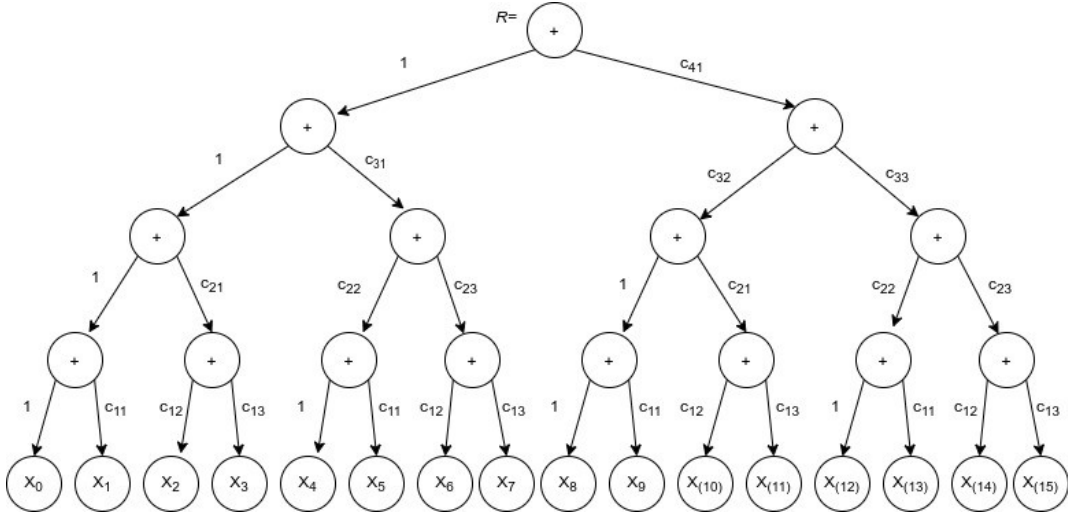 R= +
1 c₄₁
+ +
1 c₃₁ c₃₂ c₃₃
+ + + +
1 c₂₁ c₂₂ c₂₃ 1 c₂₁ c₂₂ c₂₃
+ + + + + + + +
1 c₁₁ c₁₂ c₁₃ 1 c₁₁ c₁₂ c₁₃ 1 c₁₁ c₁₂ c₁₃ 1 c₁₁ c₁₂ c₁₃
X₀ X₁ X₂ X₃ X₄ X₅ X₆ X₇ X₈ X₉ X₍₁₀₎ X₍₁₁₎ X₍₁₂₎ X₍₁₃₎ X₍₁₄₎ X₍₁₅₎